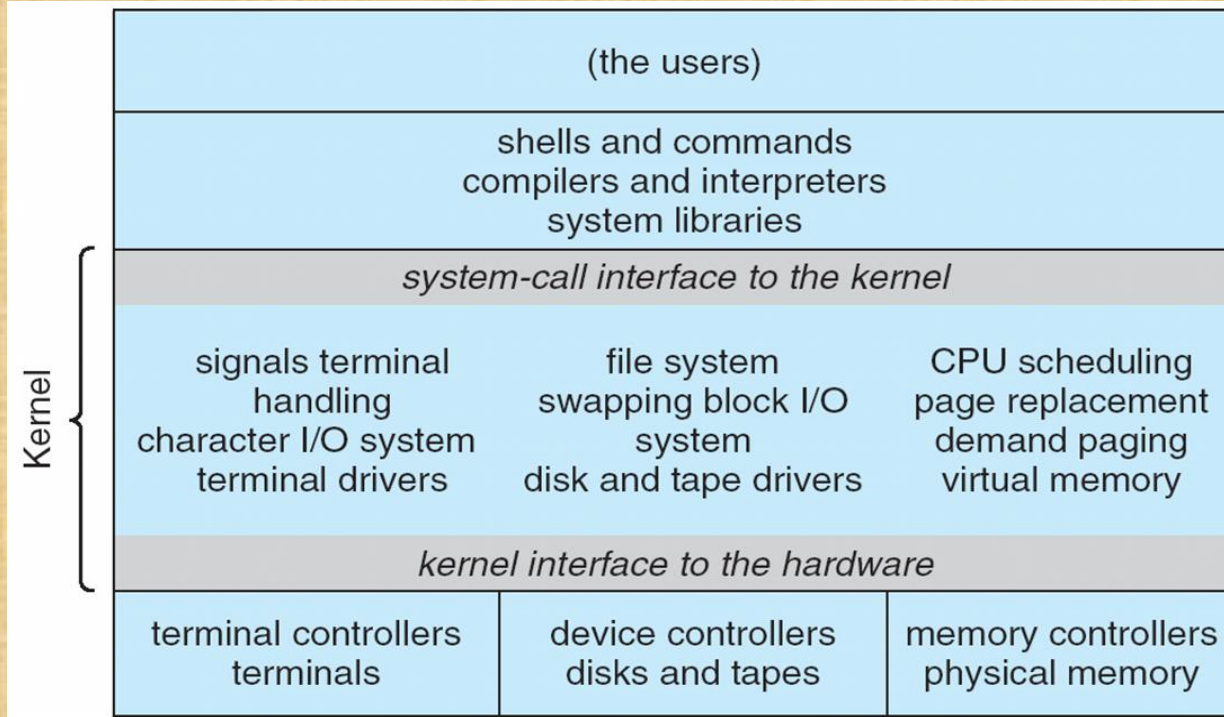 (the users)
shells and commands
compilers and interpreters
system libraries
system-call interface to the kernel
Kernel
signals terminal
handling
character I/O system
terminal drivers
file system
swapping block I/O
system
disk and tape drivers
CPU scheduling
page replacement
demand paging
virtual memory
kernel interface to the hardware
terminal controllers
terminals
device controllers
disks and tapes
memory controllers
physical memory